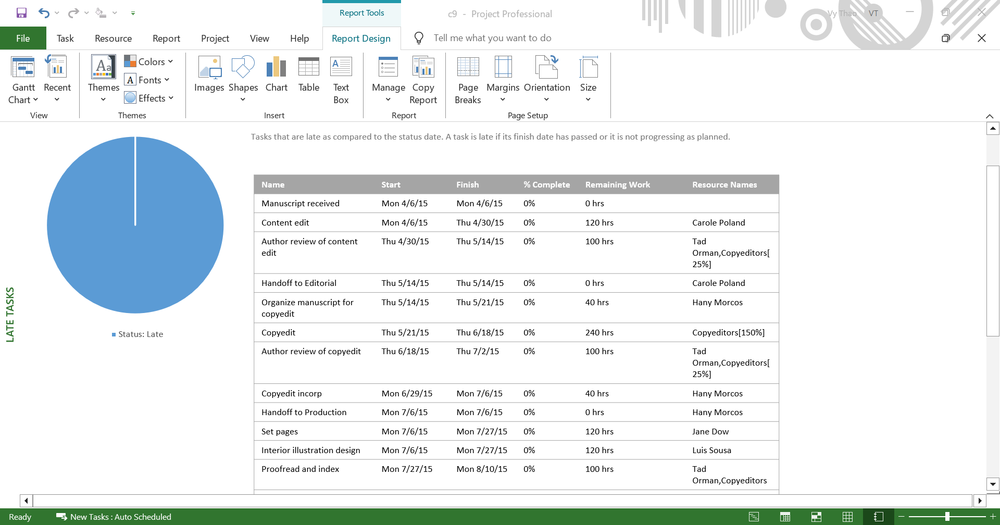 Report Tools
c9 - Project Professional
Vy Thao VT
File Task Resource Report Project View Help Report Design Tell me what you want to do
Gantt Chart
Recent
View
Themes
Colors
Fonts
Effects
Themes
Images
Shapes
Chart
Table
Text Box
Insert
Manage
Copy Report
Report
Page Breaks
Margins
Orientation
Size
Page Setup
LATE TASKS
Status: Late
Tasks that are late as compared to the status date. A task is late if its finish date has passed or it is not progressing as planned.
Name Start Finish % Complete Remaining Work Resource Names
Manuscript received Mon 4/6/15 Mon 4/6/15 0% 0 hrs
Content edit Mon 4/6/15 Thu 4/30/15 0% 120 hrs Carole Poland
Author review of content Thu 4/30/15 Thu 5/14/15 0% 100 hrs Tad
edit Orman,Copyeditors[
25%]
Handoff to Editorial Thu 5/14/15 Thu 5/14/15 0% 0 hrs Carole Poland
Organize manuscript for Thu 5/14/15 Thu 5/21/15 0% 40 hrs Hany Morcos
copyedit
Copyedit Thu 5/21/15 Thu 6/18/15 0% 240 hrs Copyeditors[150%]
Author review of copyedit Thu 6/18/15 Thu 7/2/15 0% 100 hrs Tad
Orman,Copyeditors[
25%]
Copyedit incorp Mon 6/29/15 Mon 7/6/15 0% 40 hrs Hany Morcos
Handoff to Production Mon 7/6/15 Mon 7/6/15 0% 0 hrs Hany Morcos
Set pages Mon 7/6/15 Mon 7/27/15 0% 120 hrs Jane Dow
Interior illustration design Mon 7/6/15 Mon 7/27/15 0% 120 hrs Luis Sousa
Proofread and index Mon 7/27/15 Mon 8/10/15 0% 100 hrs Tad
Orman,Copyeditors
Ready New Tasks : Auto Scheduled